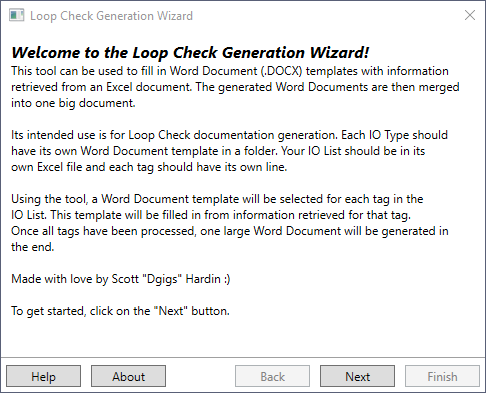 Loop Check Generation Wizard
Welcome to the Loop Check Generation Wizard!
This tool can be used to fill in Word Document (.DOCX) templates with information
retrieved from an Excel document. The generated Word Documents are then merged
into one big document.
Its intended use is for Loop Check documentation generation. Each IO Type should
have its own Word Document template in a folder. Your IO List should be in its
own Excel file and each tag should have its own line.
Using the tool, a Word Document template will be selected for each tag in the
IO List. This template will be filled in from information retrieved for that tag.
Once all tags have been processed, one large Word Document will be generated in
the end.
Made with love by Scott "Dgigs" Hardin :)
To get started, click on the "Next" button.
Help About Back Next Finish